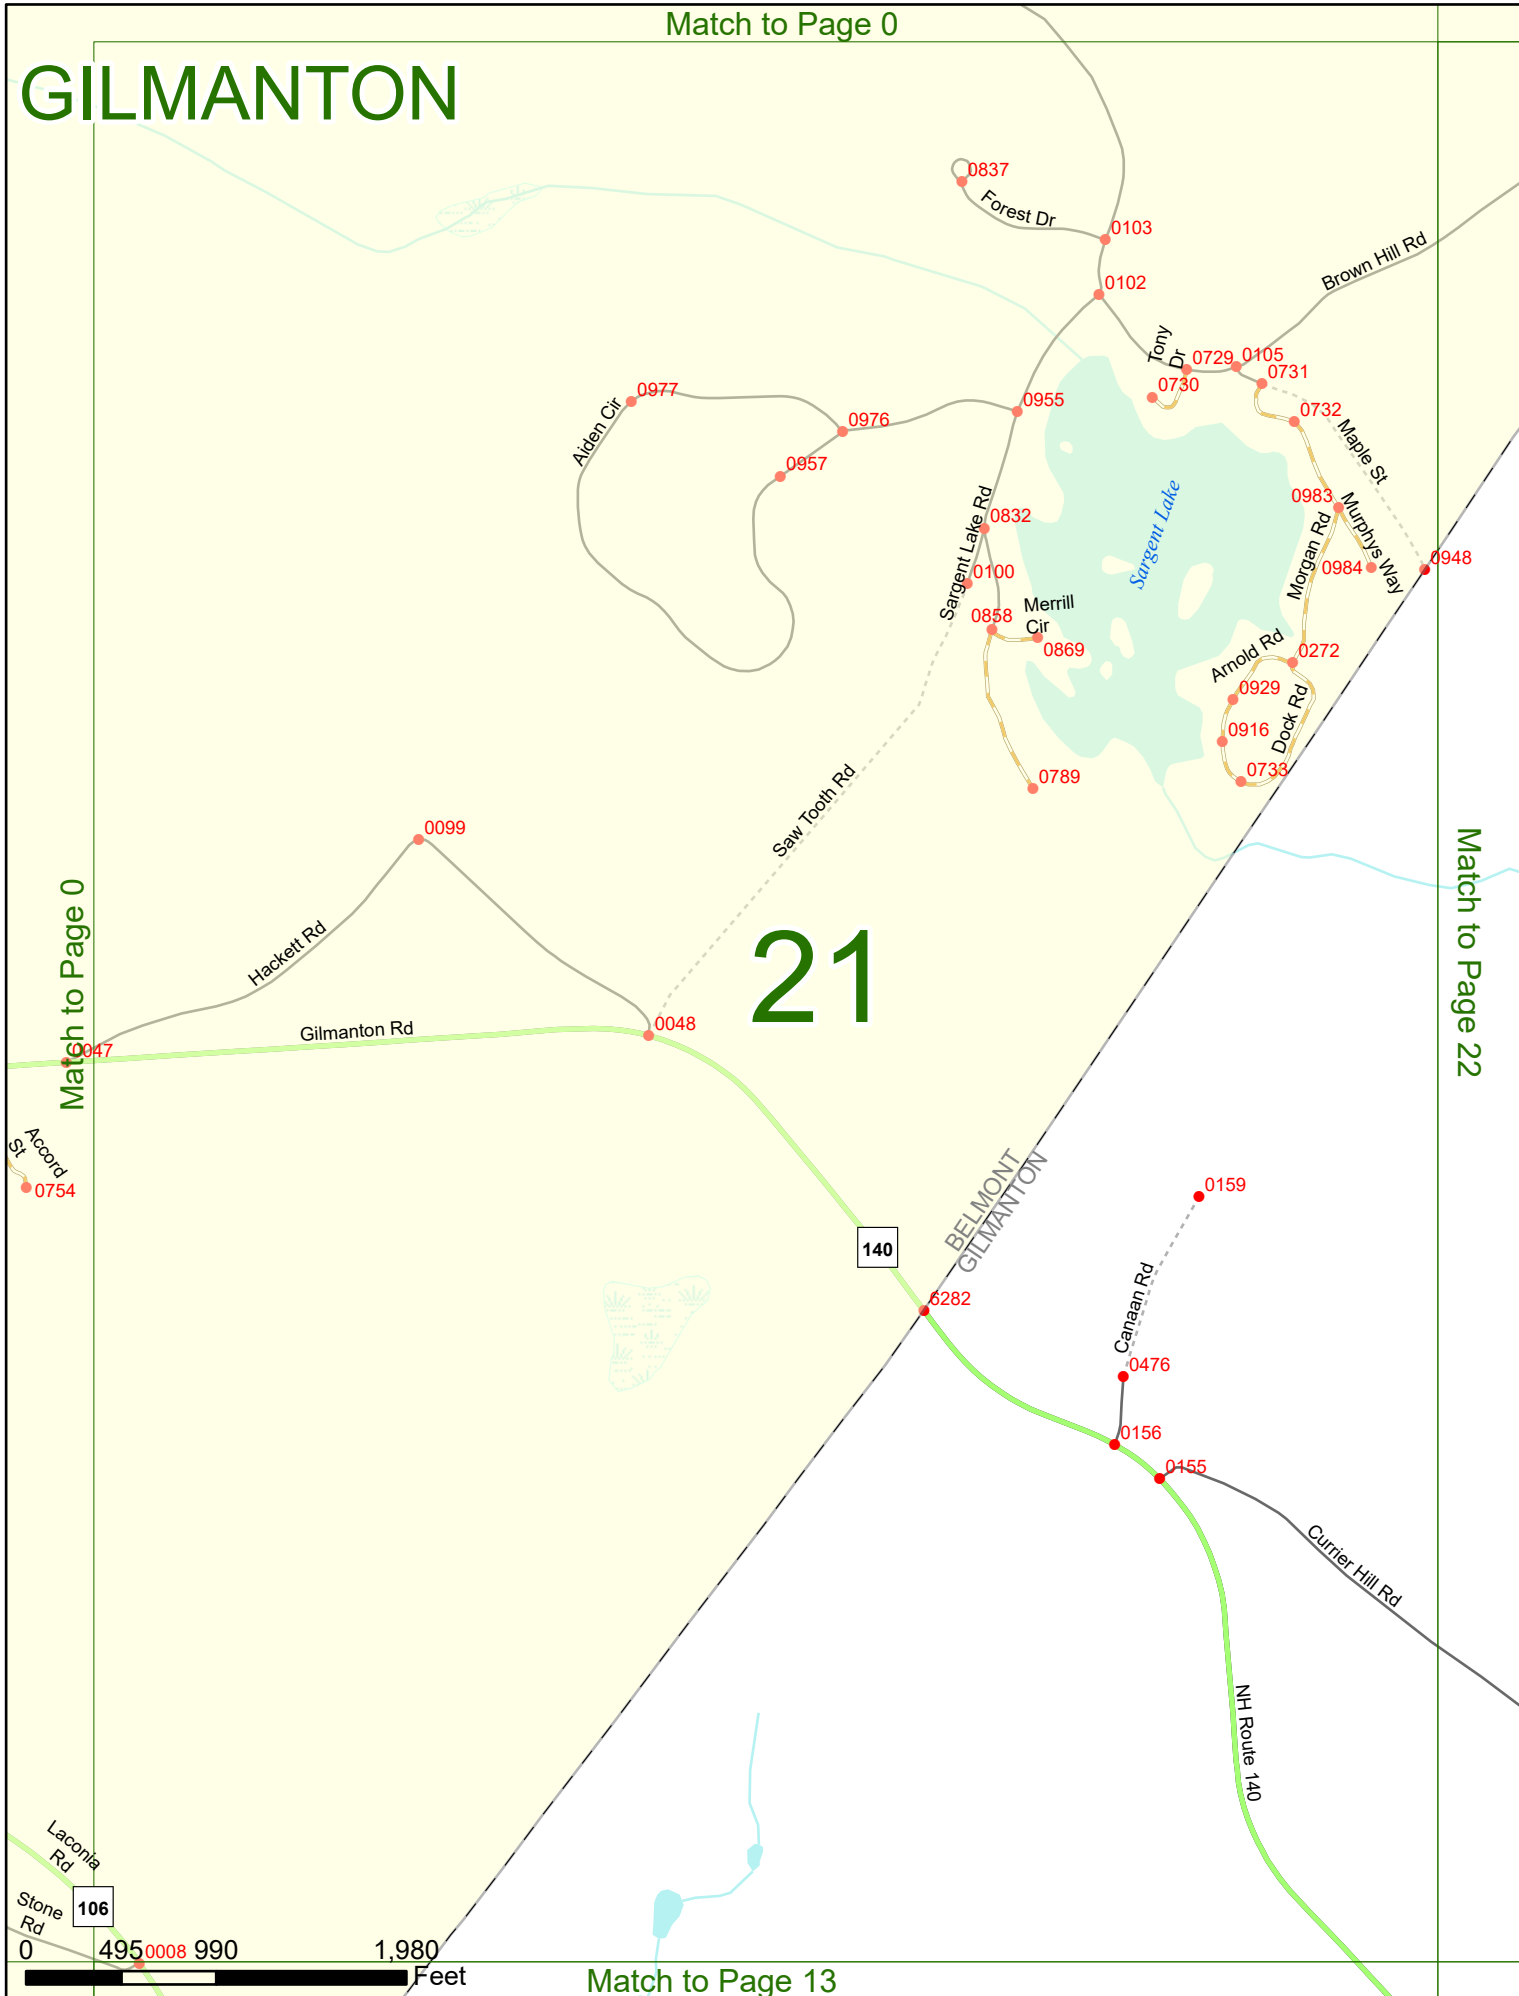 Match to Page 0
GILMANTON
0837
Forest Dr
0103
Brown Hill Rd
0102
Tony
Dr
0729
0105
0731
0730
0977
Aiden Cir
0976
0955
0732
Maple St
0957
Sargent Lake
0983
Murphys Way
Sargent Lake Rd
0832
Morgan Rd
0984
0948
0100
Merrill
Cir
0858
0869
Arnold Rd
0272
0929
Dock Rd
0916
0733
0789
Saw Tooth Rd
0099
Match to Page 0
Match to Page 22
Hackett Rd
21
Gilmanton Rd
0048
0047
Accord
St
0754
BELMONT
GILMANTON
0159
140
Canaan Rd
6282
0476
0156
0155
Currier Hill Rd
NH Route 140
Laconia
Rd
106
Stone
Rd
0008
0
495
990
1,980
Feet
Match to Page 13